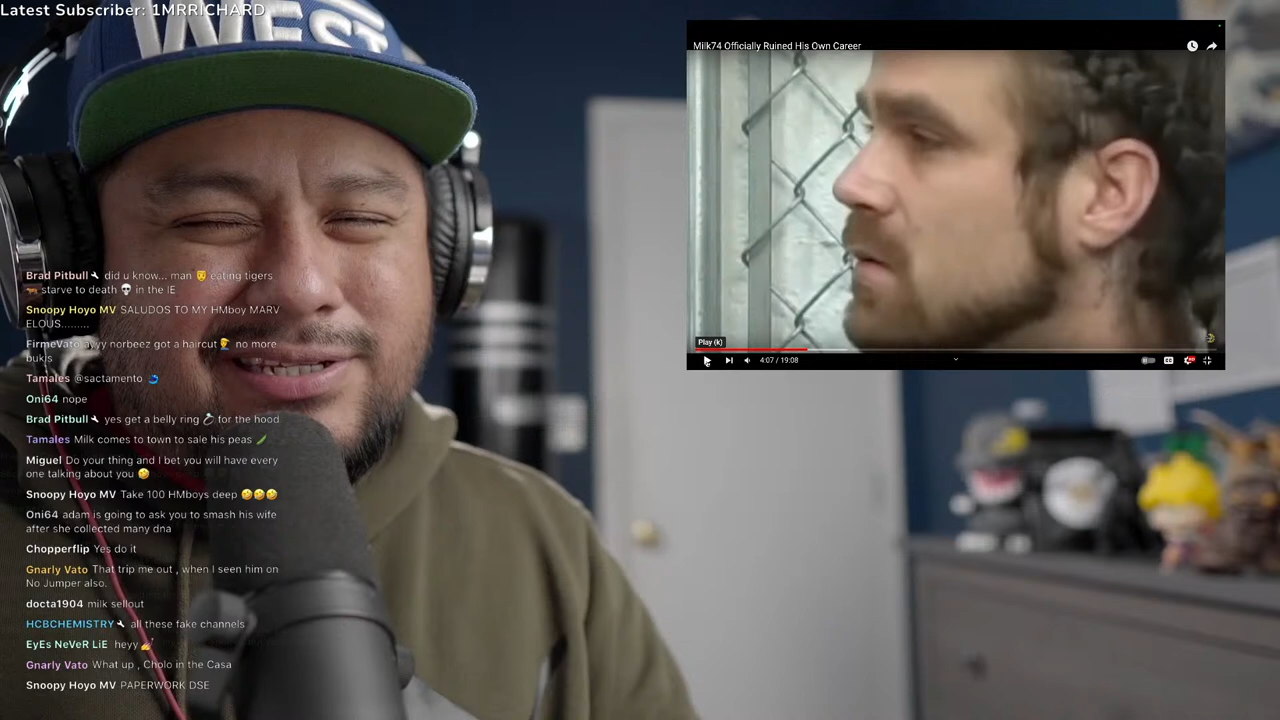 Latest Subscriber: 1MRRICHARD
WEST
Milk74 Officially Ruined His Own Career
Play (k)
4:07 / 19:08
Brad Pitbull did u know... man 🦁 eating tigers
🐅 starve to death 💀 in the IE
Snoopy Hoyo MV SALUDOS TO MY HMboy MARV
ELOUS.........
FirmeVato ayyy norbeez got a haircut no more
bukis
Tamales @sactamento 🌊
Oni64 nope
Brad Pitbull yes get a belly ring 💍 for the hood
Tamales Milk comes to town to sale his peas 🫛
Miguel Do your thing and I bet you will have every
one talking about you 🤣
Snoopy Hoyo MV Take 100 HMboys deep 🤣🤣🤣
Oni64 adam is going to ask you to smash his wife
after she collected many dna
Chopperflip Yes do it
Gnarly Vato That trip me out , when I seen him on
No Jumper also.
docta1904 milk sellout
HCBCHEMISTRY all these fake channels
EyEs NeVeR LiE heyy 💅
Gnarly Vato What up , Cholo in the Casa
Snoopy Hoyo MV PAPERWORK DSE